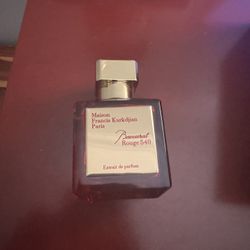 Maison
Francis Kurkdjian
Paris
Baccarat
Rouge 540
Extrait de parfum